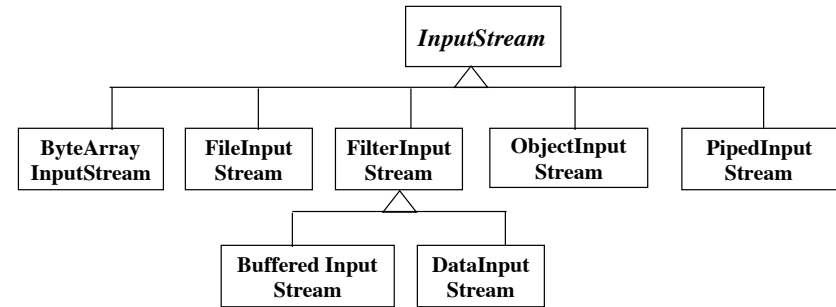 InputStream
ByteArray
InputStream
FileInput
Stream
FilterInput
Stream
ObjectInput
Stream
PipedInput
Stream
Buffered Input
Stream
DataInput
Stream